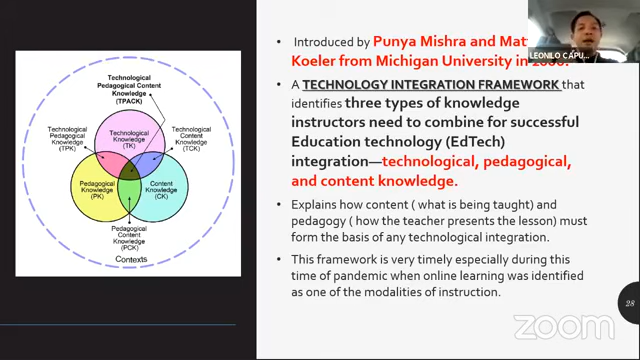 Technological
Pedagogical Content
Knowledge
(TPACK)
Technological
Pedagogical
Knowledge
(TPK)
Technological
Knowledge
(TK)
Technological
Content
Knowledge
(TCK)
Pedagogical
Knowledge
(PK)
Content
Knowledge
(CK)
Pedagogical
Content
Knowledge
(PCK)
Contexts
Introduced by Punya Mishra and
Koeler from Michigan University in
A TECHNOLOGY INTEGRATION FRAMEWORK that
identifies three types of knowledge
instructors need to combine for successful
Education technology (EdTech)
integration—technological, pedagogical,
and content knowledge.
Explains how content ( what is being taught) and
pedagogy ( how the teacher presents the lesson) must
form the basis of any technological integration.
This framework is very timely especially during this
time of pandemic when online learning was identified
as one of the modalities of instruction.
LEONILO CAPU...
28
zoom